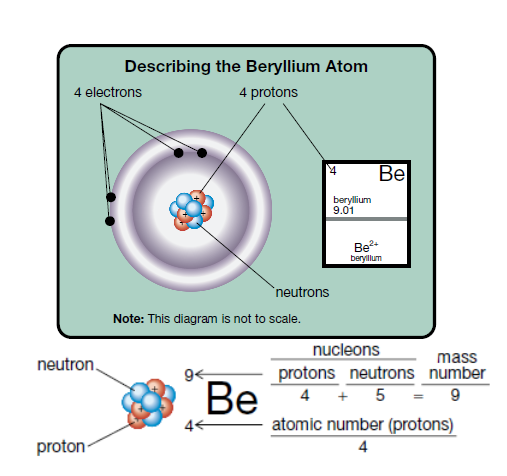 Describing the Beryllium Atom
4 electrons
4 protons
4 Be
beryllium
9.01
Be²⁺
beryllium
neutrons
Note: This diagram is not to scale.
neutron
proton
9
Be
4
nucleons
mass
protons neutrons number
4 + 5 = 9
atomic number (protons)
4